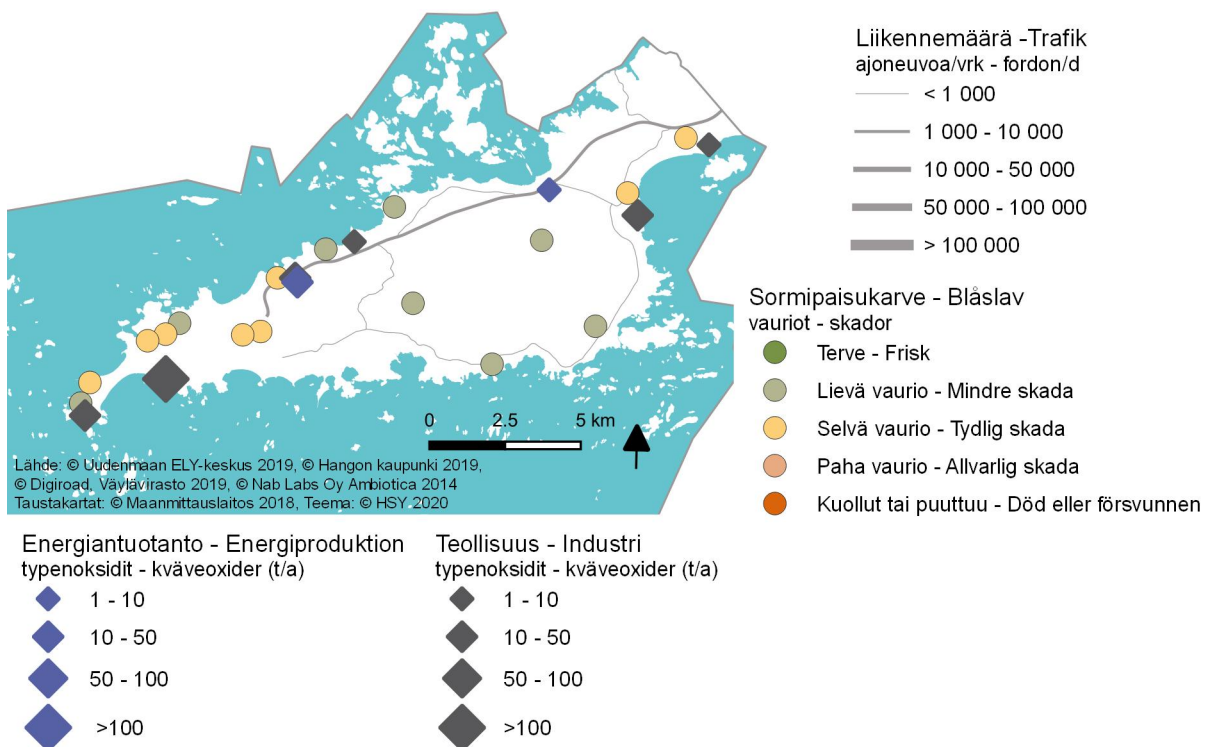 Liikennemäärä -Trafik
ajoneuvoa/vrk - fordon/d
< 1 000
1 000 - 10 000
10 000 - 50 000
50 000 - 100 000
> 100 000
Sormipaisukarve - Blåslav
vauriot - skador
Terve - Frisk
Lievä vaurio - Mindre skada
Selvä vaurio - Tydlig skada
Paha vaurio - Allvarlig skada
Kuollut tai puuttuu - Död eller försvunnen
0 2.5 5 km
Lähde: © Uudenmaan ELY-keskus 2019, © Hangon kaupunki 2019,
© Digiroad, Väylävirasto 2019, © Nab Labs Oy Ambiotica 2014
Taustakartat: © Maanmittauslaitos 2018, Teema: © HSY 2020
Energiantuotanto - Energiproduktion
typenoksidit - kväveoxider (t/a)
1 - 10
10 - 50
50 - 100
>100
Teollisuus - Industri
typenoksidit - kväveoxider (t/a)
1 - 10
10 - 50
50 - 100
>100